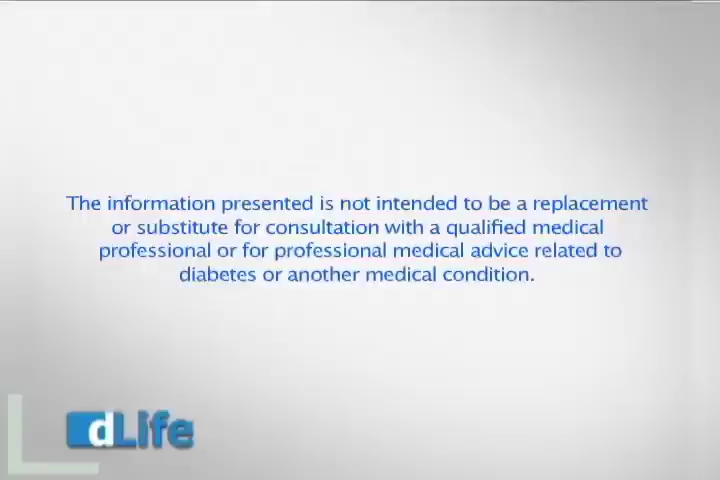 The information presented is not intended to be a replacement
or substitute for consultation with a qualified medical
professional or for professional medical advice related to
diabetes or another medical condition.
dLife